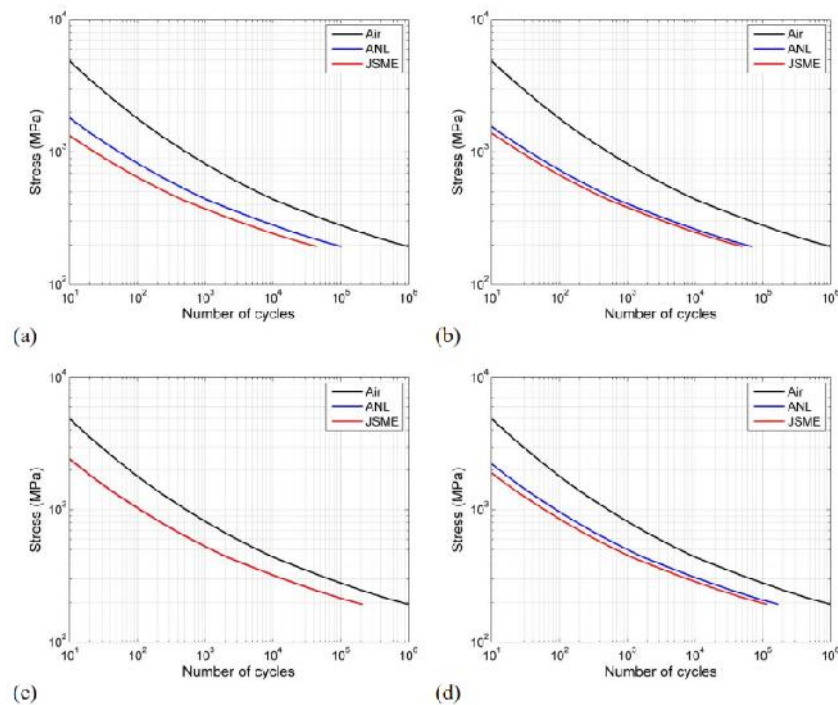 10⁴
10³
10²
Stress (MPa)
Air
ANL
JSME
10¹ 10² 10³ 10⁴ 10⁵ 10⁶
Number of cycles
(a)
10⁴
10³
10²
Stress (MPa)
Air
ANL
JSME
10¹ 10² 10³ 10⁴ 10⁵ 10⁶
Number of cycles
(b)
10⁴
10³
10²
Stress (MPa)
Air
ANL
JSME
10¹ 10² 10³ 10⁴ 10⁵ 10⁶
Number of cycles
(c)
10⁴
10³
10²
Stress (MPa)
Air
ANL
JSME
10¹ 10² 10³ 10⁴ 10⁵ 10⁶
Number of cycles
(d)